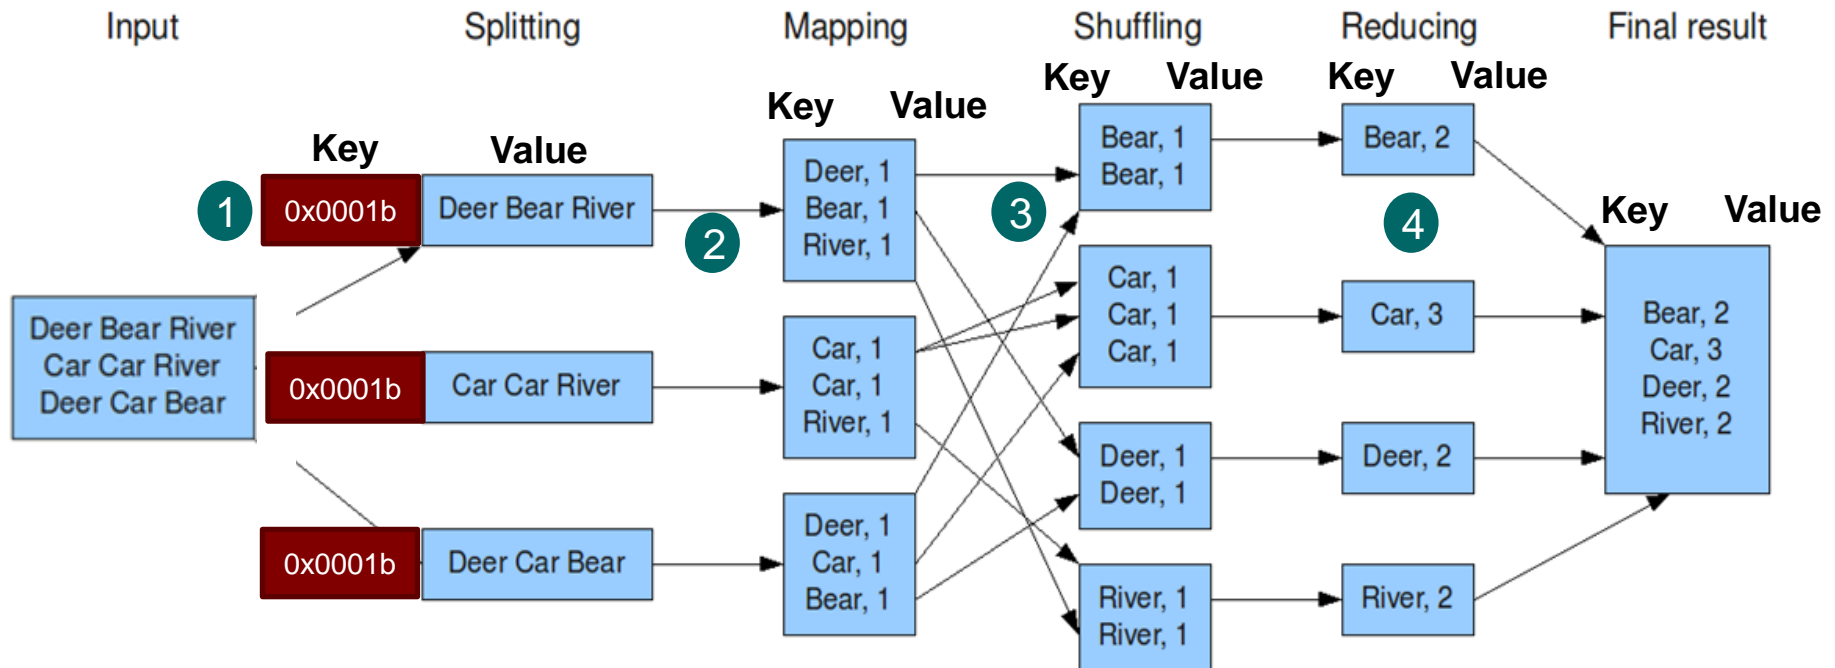 Input
Splitting
Mapping
Shuffling
Reducing
Final result
Input
Deer Bear River
Car Car River
Deer Car Bear
Key Value
1
0x0001b Deer Bear River
0x0001b Car Car River
0x0001b Deer Car Bear
2
Key Value
Deer, 1
Bear, 1
River, 1
Car, 1
Car, 1
River, 1
Deer, 1
Car, 1
Bear, 1
3
Key Value
Bear, 1
Bear, 1
Car, 1
Car, 1
Car, 1
Deer, 1
Deer, 1
River, 1
River, 1
Key Value
Bear, 2
4
Car, 3
Deer, 2
River, 2
Key Value
Bear, 2
Car, 3
Deer, 2
River, 2